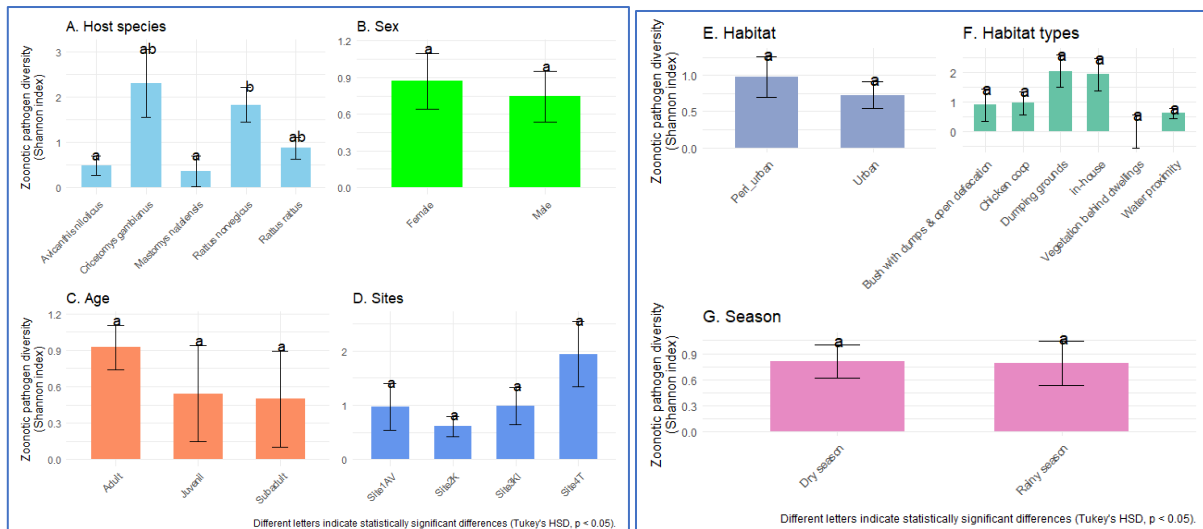 A. Host species
Zoonotic pathogen diversity
(Shannon index)
3
2
1
0
a
ab
a
b
ab
Avicanthis niloticus
Cricetomys gambianus
Mastomys natalensis
Rattus norvegicus
Rattus rattus
B. Sex
1.2
0.9
0.6
0.3
0.0
a
a
Female
Male
C. Age
Zoonotic pathogen diversity
(Shannon index)
1.2
0.9
0.6
0.3
0.0
a
a
a
Adult
Juvenil
Subadult
D. Sites
2
1
0
a
a
a
a
Site1AV
Site2K
Site3KI
Site4T
Different letters indicate statistically significant differences (Tukey's HSD, p < 0.05).
E. Habitat
Zoonotic pathogen diversity
(Shannon index)
1.0
0.5
0.0
a
a
Peri_urban
Urban
F. Habitat types
2
1
0
a
a
a
a
a
a
Bush with dumps & open defecation
Chicken coop
Dumping grounds
In-house
Vegetation behind dwellings
Water proximity
G. Season
Zoonotic pathogen diversity
(Shannon index)
0.9
0.6
0.3
0.0
a
a
Dry season
Rainy season
Different letters indicate statistically significant differences (Tukey's HSD, p < 0.05).